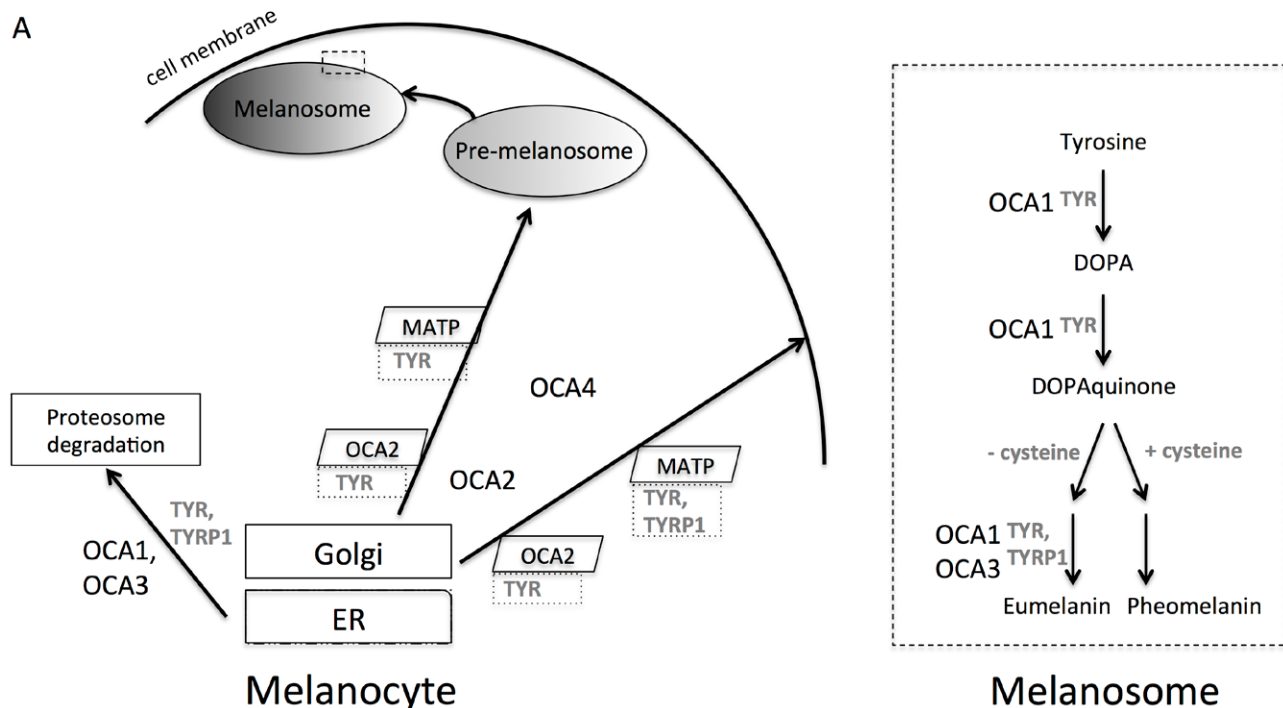 A
cell membrane
Melanosome
Pre-melanosome
MATP
TYR
OCA4
Proteosome
degradation
OCA2
TYR
OCA2
MATP
TYR,
TYRP1
TYR,
TYRP1
OCA1,
OCA3
Golgi
OCA2
TYR
ER
Melanocyte
Tyrosine
OCA1 TYR
DOPA
OCA1 TYR
DOPAquinone
- cysteine
+ cysteine
OCA1 TYR,
OCA3 TYRP1
Eumelanin
Pheomelanin
Melanosome